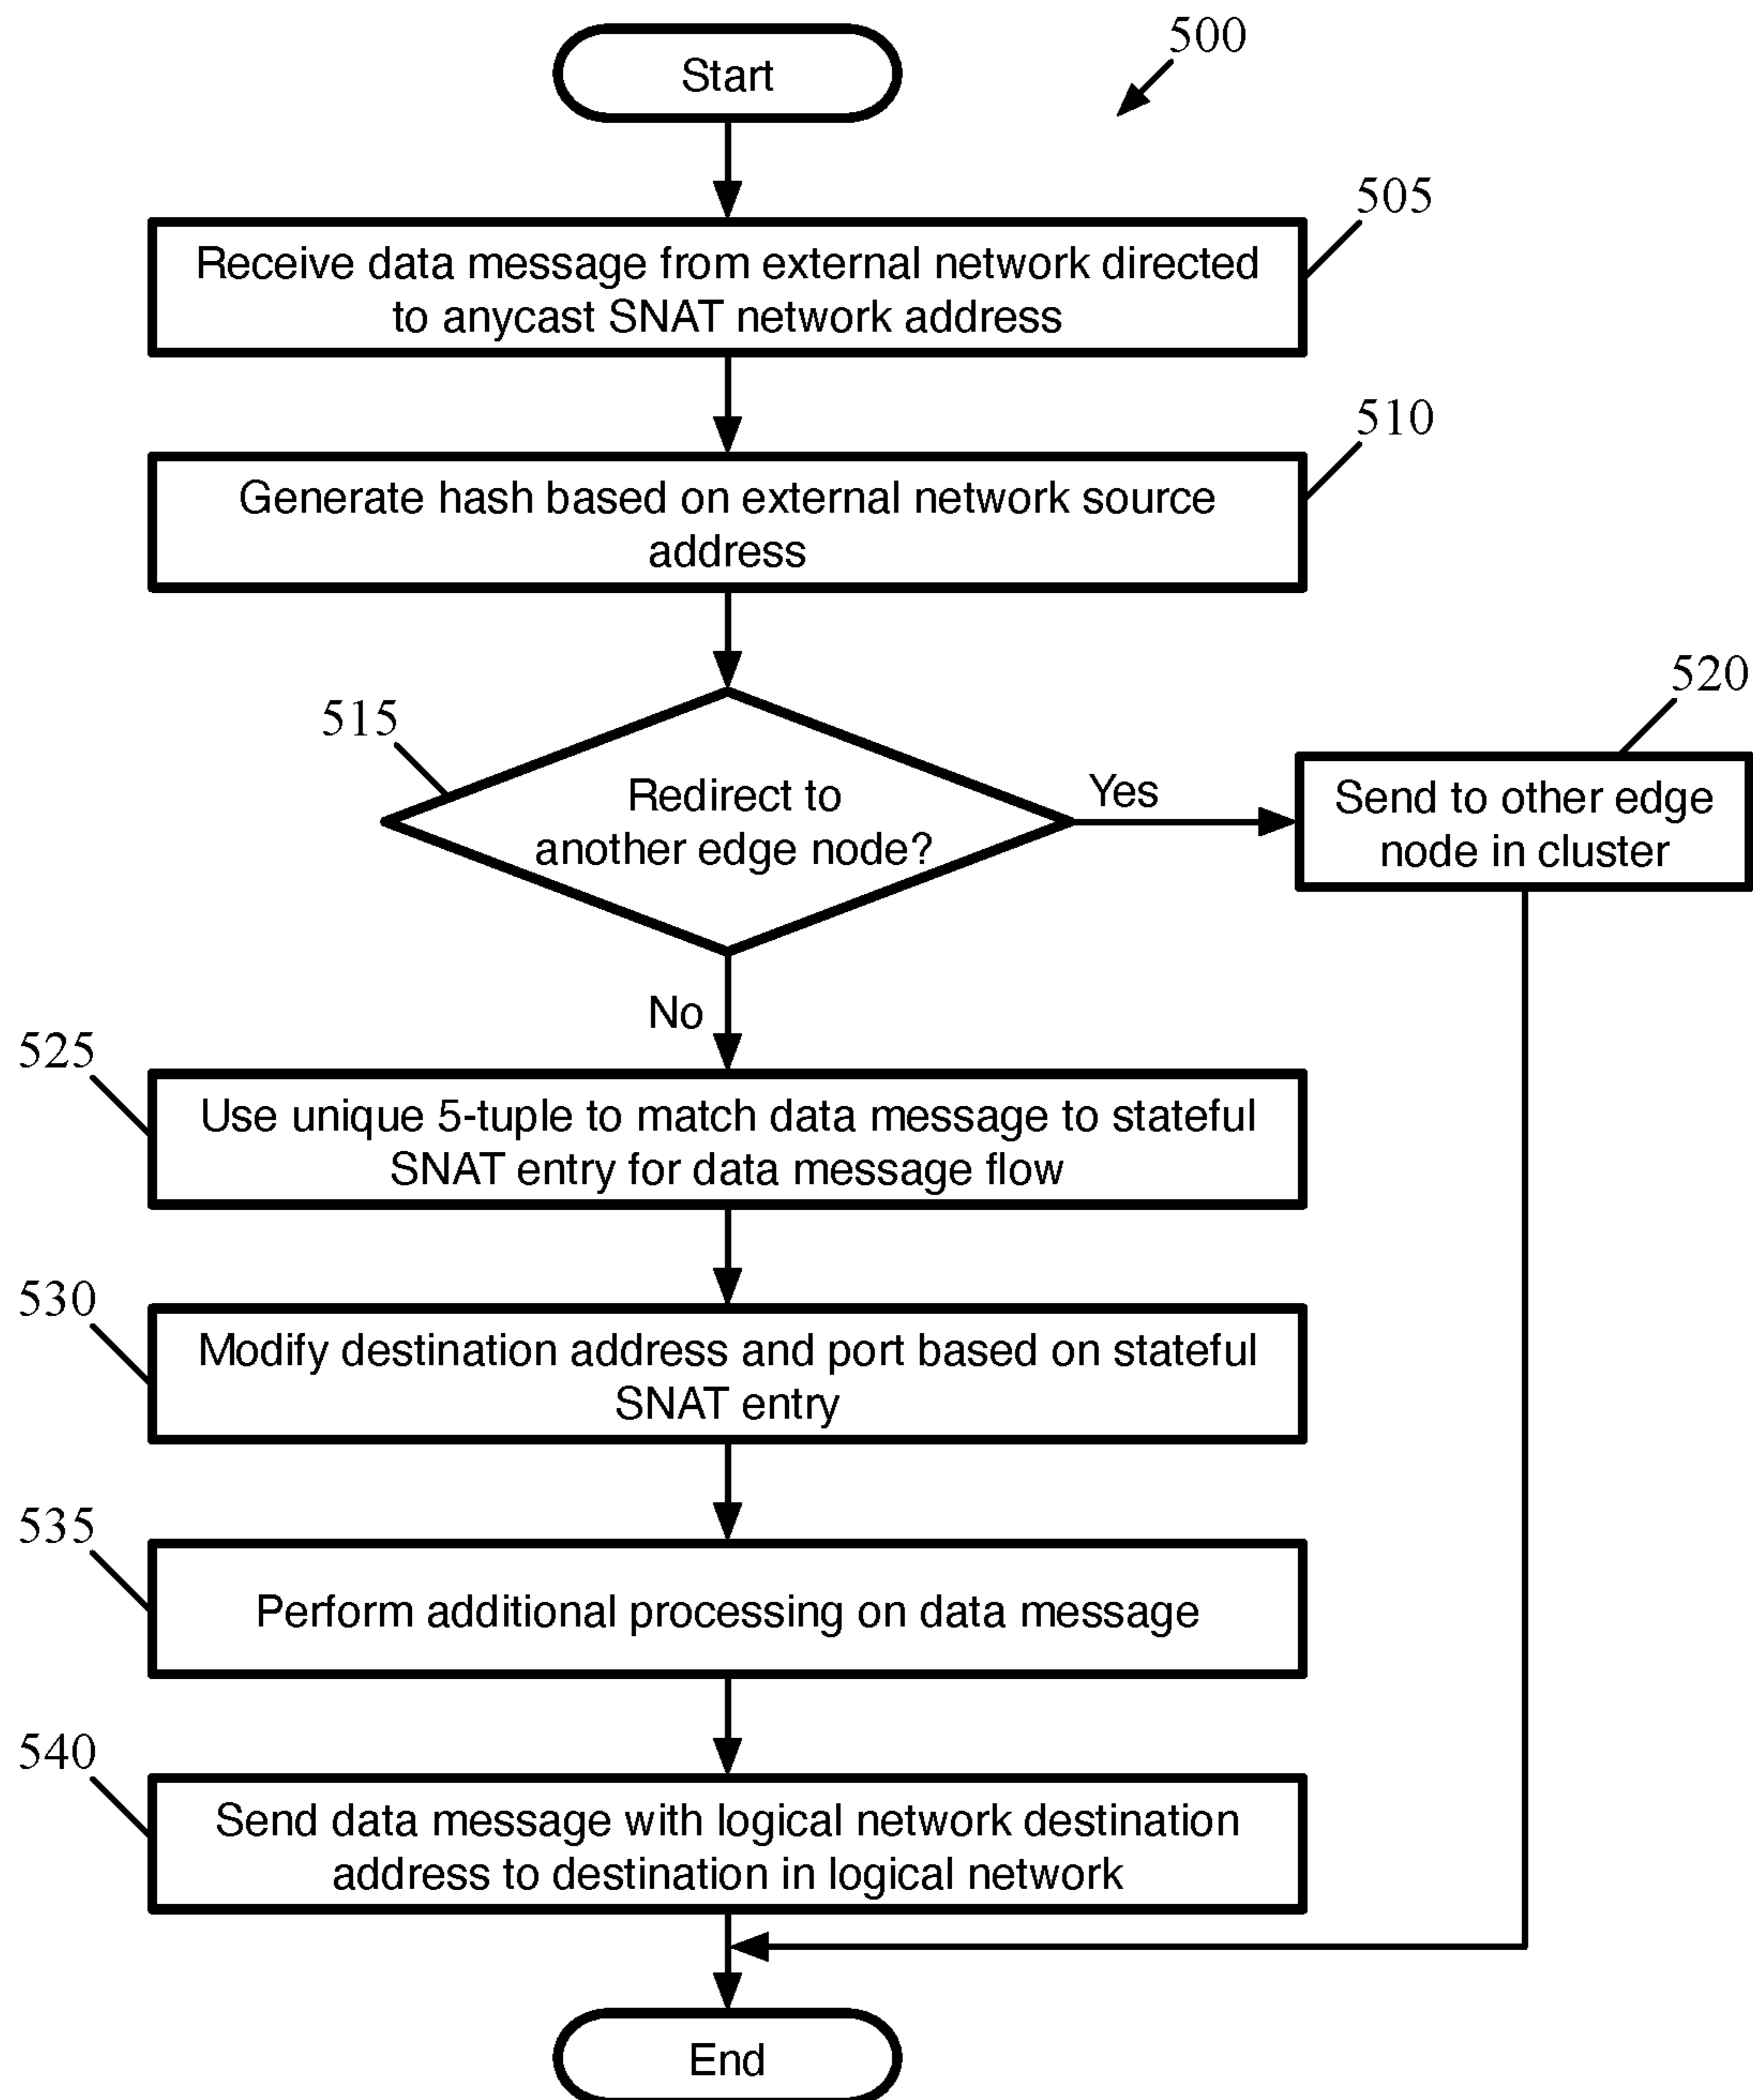 Start
500
505
Receive data message from external network directed
to anycast SNAT network address
510
Generate hash based on external network source
address
515
Redirect to
another edge node?
Yes
520
Send to other edge
node in cluster
No
525
Use unique 5-tuple to match data message to stateful
SNAT entry for data message flow
530
Modify destination address and port based on stateful
SNAT entry
535
Perform additional processing on data message
540
Send data message with logical network destination
address to destination in logical network
End